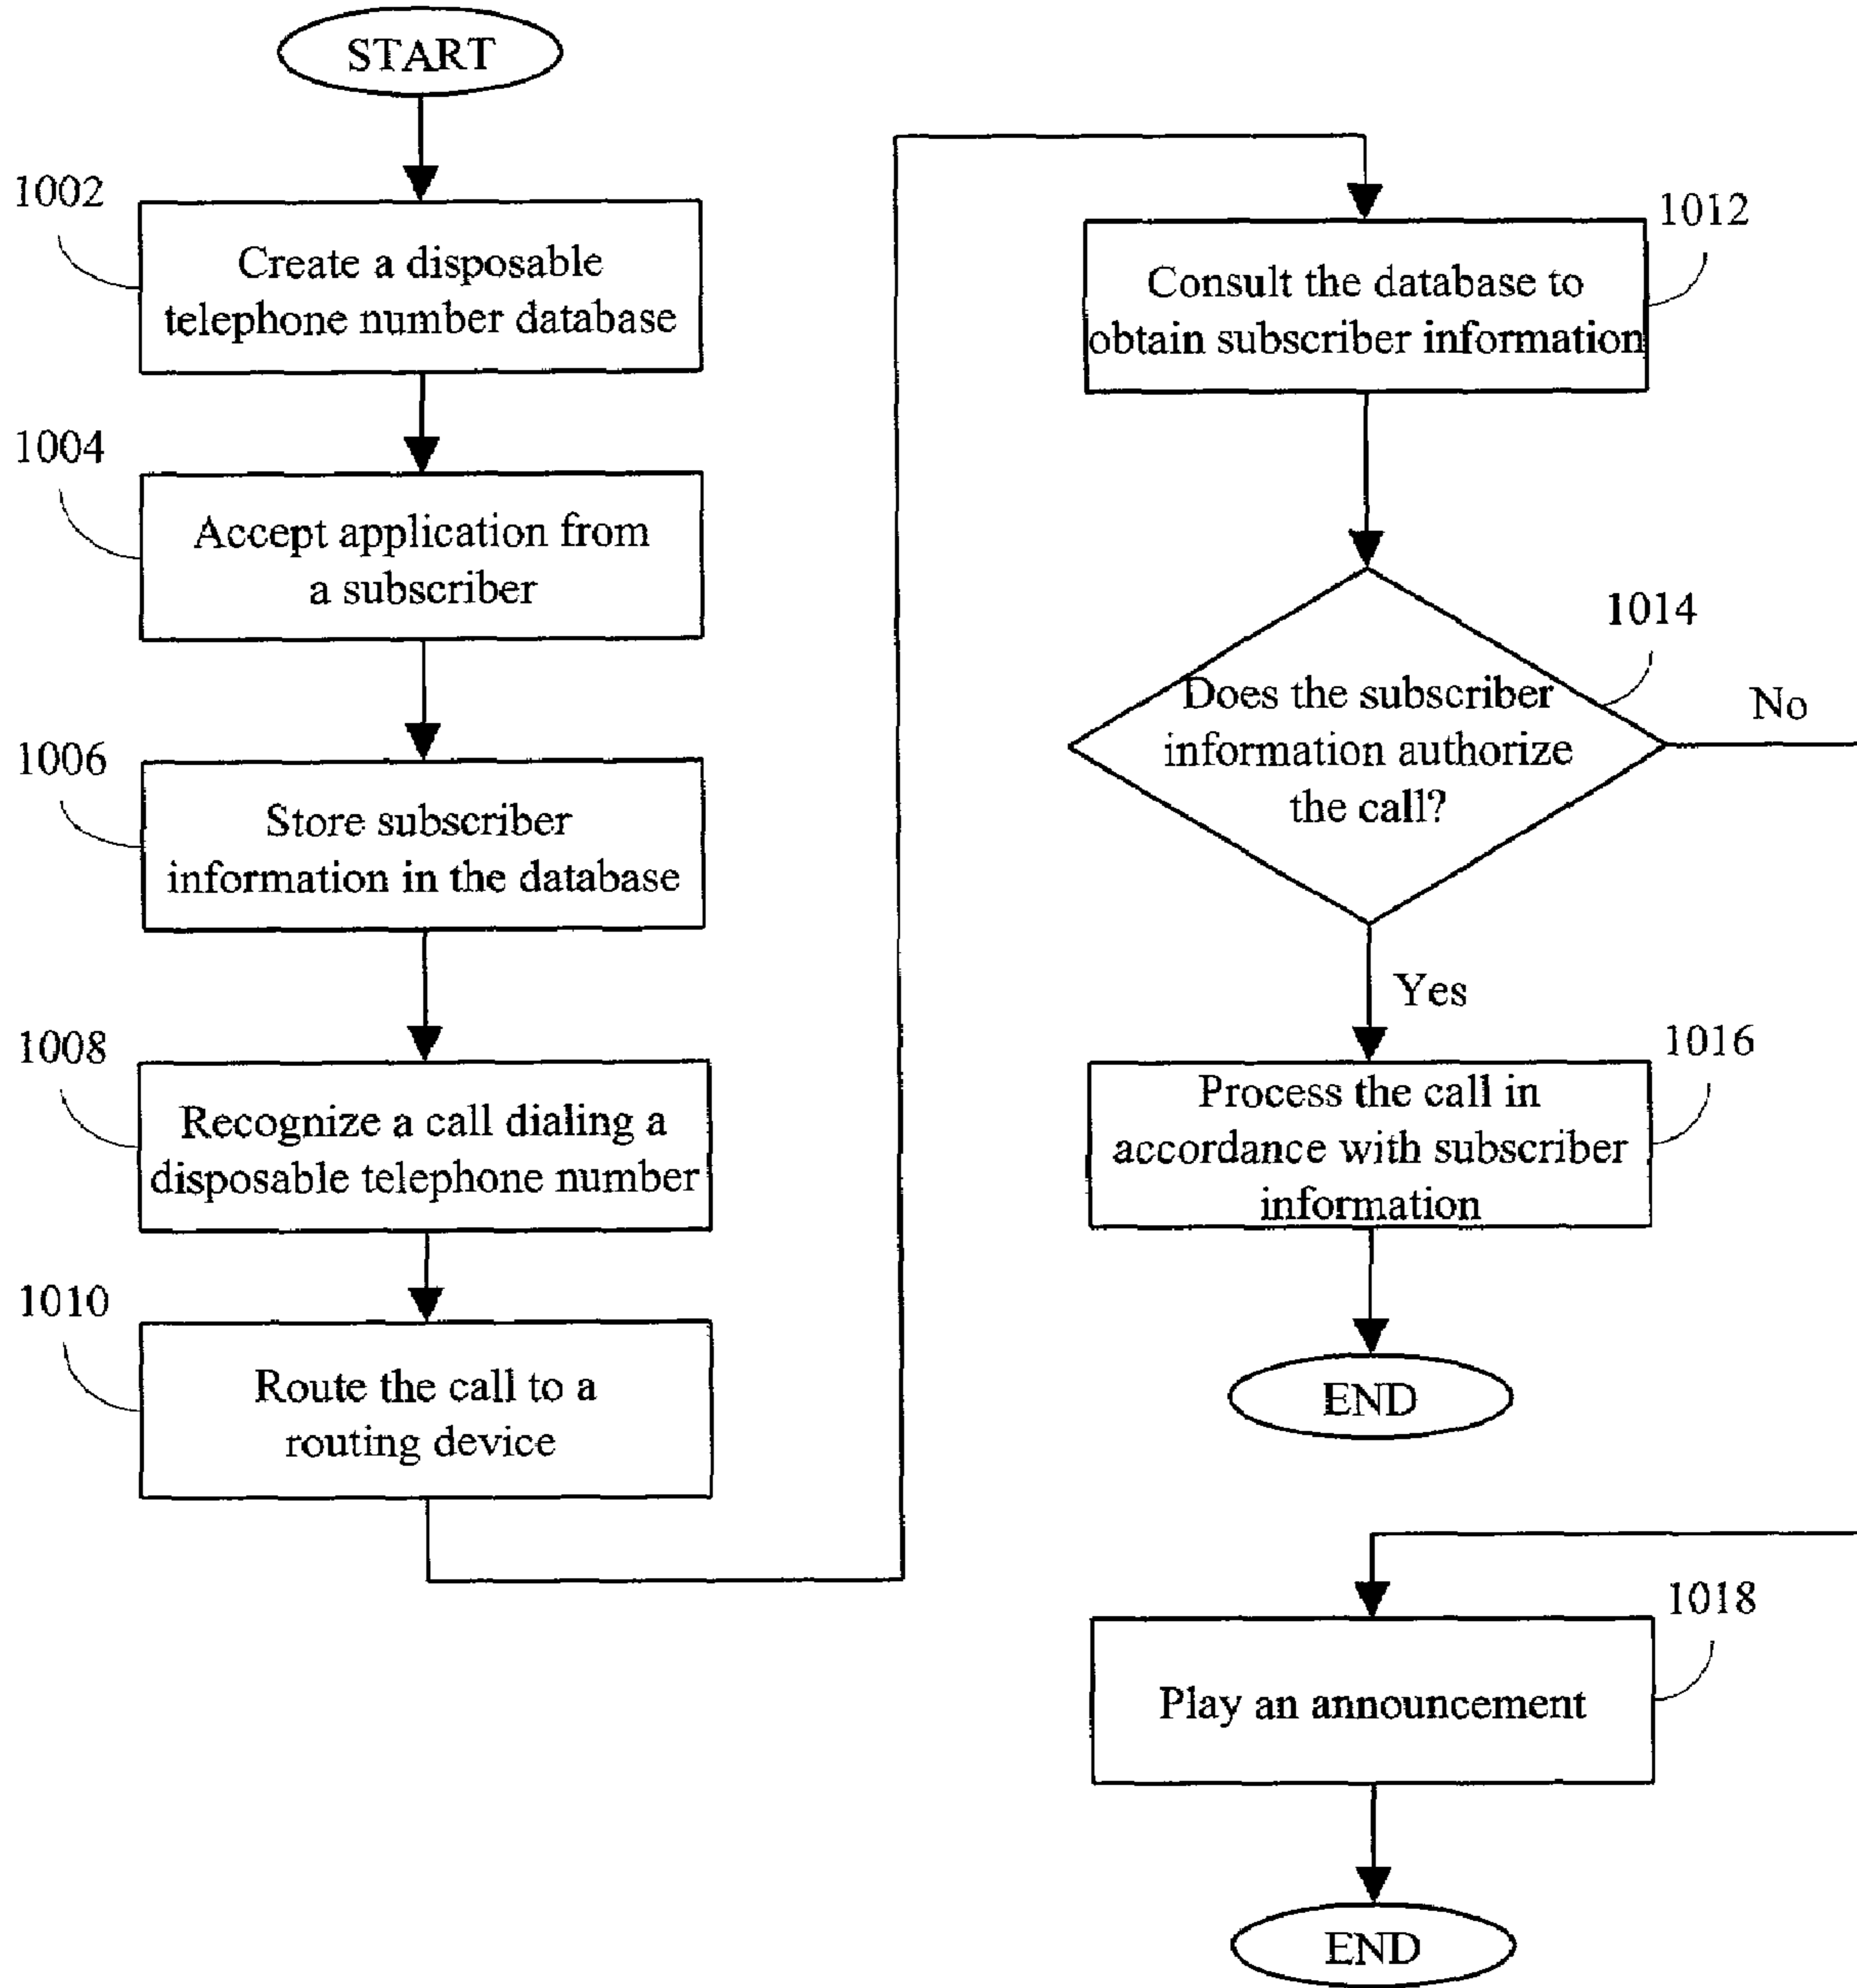 START
1002
Create a disposable
telephone number database
1004
Accept application from
a subscriber
1006
Store subscriber
information in the database
1008
Recognize a call dialing a
disposable telephone number
1010
Route the call to a
routing device
1012
Consult the database to
obtain subscriber information
1014
Does the subscriber
information authorize
the call?
No
Yes
1016
Process the call in
accordance with subscriber
information
END
1018
Play an announcement
END